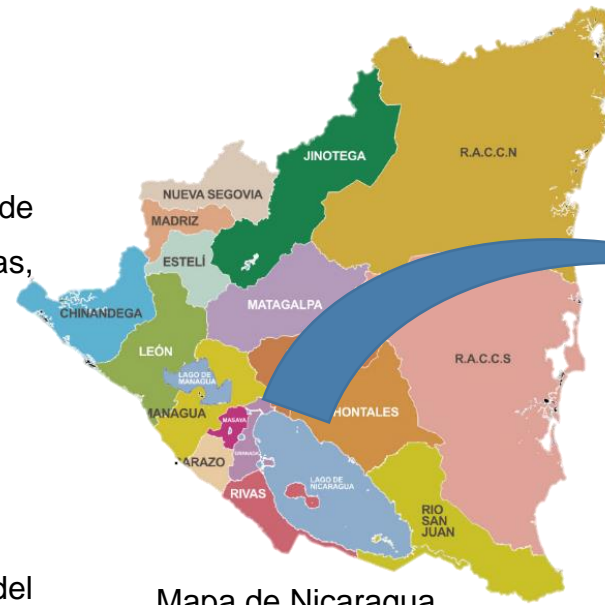 JINOTEGA
R.A.C.C.N
NUEVA SEGOVIA
de
MADRIZ
as,
ESTELÍ
MATAGALPA
CHINANDEGA
LEÓN
R.A.C.C.S
LAGO DE
MANAGUA
MANAGUA
MASAYA
HONTALES
GRANADA
ARAZO
LAGO DE
NICARAGUA
RIVAS
RIO
SAN
JUAN
del
Mapa de Nicaragua